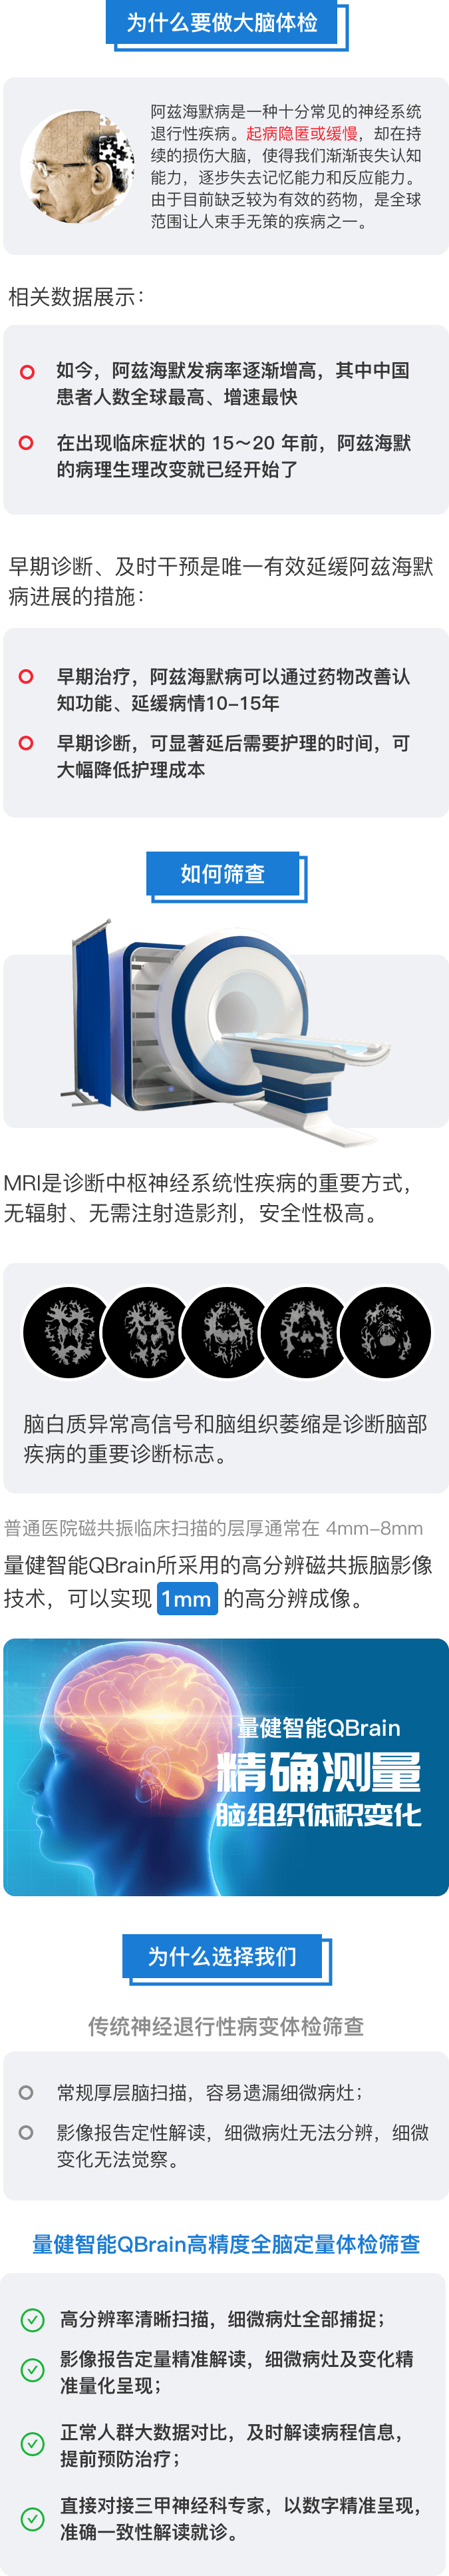 为什么要做大脑体检
阿兹海默病是一种十分常见的神经系统
退行性疾病。起病隐匿或缓慢，却在持
续的损伤大脑，使得我们渐渐丧失认知
能力，逐步失去记忆能力和反应能力。
由于目前缺乏较为有效的药物，是全球
范围让人束手无策的疾病之一。
相关数据展示：
如今，阿兹海默发病率逐渐增高，其中中国
患者人数全球最高、增速最快
在出现临床症状的 15～20 年前，阿兹海默
的病理生理改变就已经开始了
早期诊断、及时干预是唯一有效延缓阿兹海默
病进展的措施：
早期治疗，阿兹海默病可以通过药物改善认
知功能、延缓病情10-15年
早期诊断，可显著延后需要护理的时间，可
大幅降低护理成本
如何筛查
MRI是诊断中枢神经系统性疾病的重要方式，
无辐射、无需注射造影剂，安全性极高。
脑白质异常高信号和脑组织萎缩是诊断脑部
疾病的重要诊断标志。
普通医院磁共振临床扫描的层厚通常在 4mm-8mm
量健智能QBrain所采用的高分辨磁共振脑影像
技术，可以实现 1mm 的高分辨成像。
量健智能QBrain
精确测量
脑组织体积变化
为什么选择我们
传统神经退行性病变体检筛查
常规厚层脑扫描，容易遗漏细微病灶；
影像报告定性解读，细微病灶无法分辨，细微
变化无法觉察。
量健智能QBrain高精度全脑定量体检筛查
高分辨率清晰扫描，细微病灶全部捕捉；
影像报告定量精准解读，细微病灶及变化精
准量化呈现；
正常人群大数据对比，及时解读病程信息，
提前预防治疗；
直接对接三甲神经科专家，以数字精准呈现，
准确一致性解读就诊。